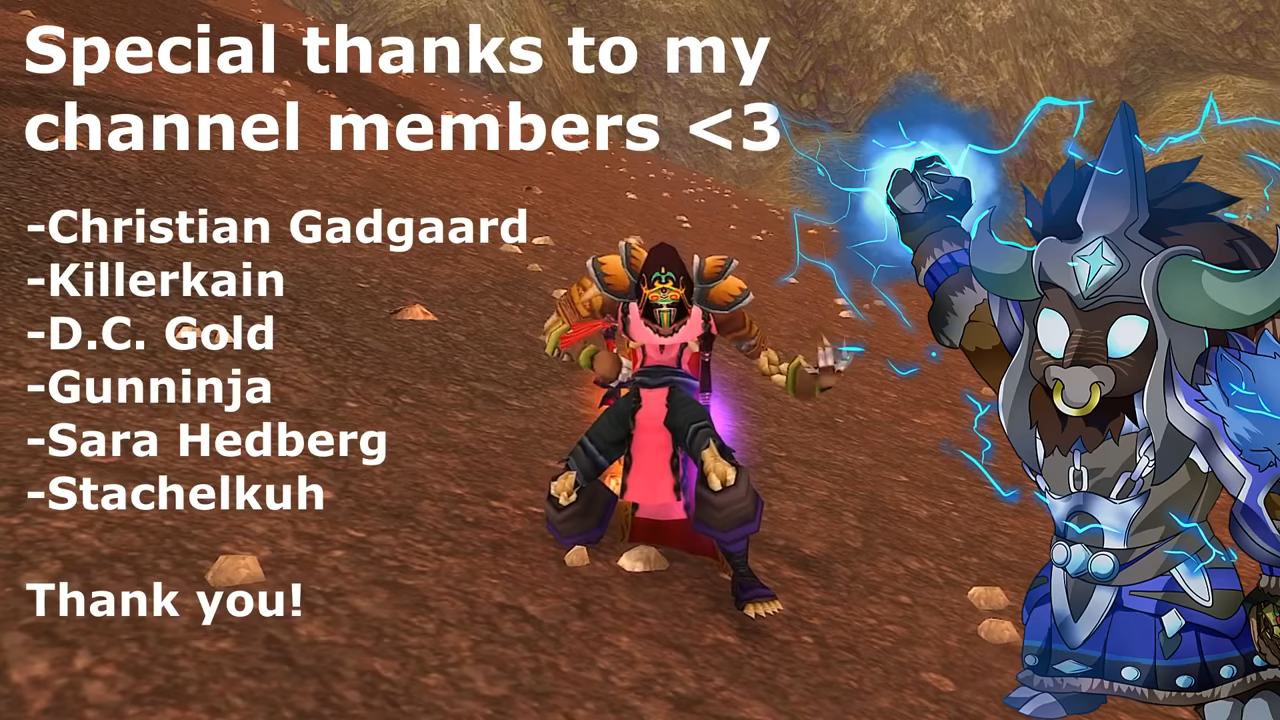 Special thanks to my
channel members <3
-Christian Gadgaard
-Killerkain
-D.C. Gold
-Gunninja
-Sara Hedberg
-Stachelkuh
Thank you!